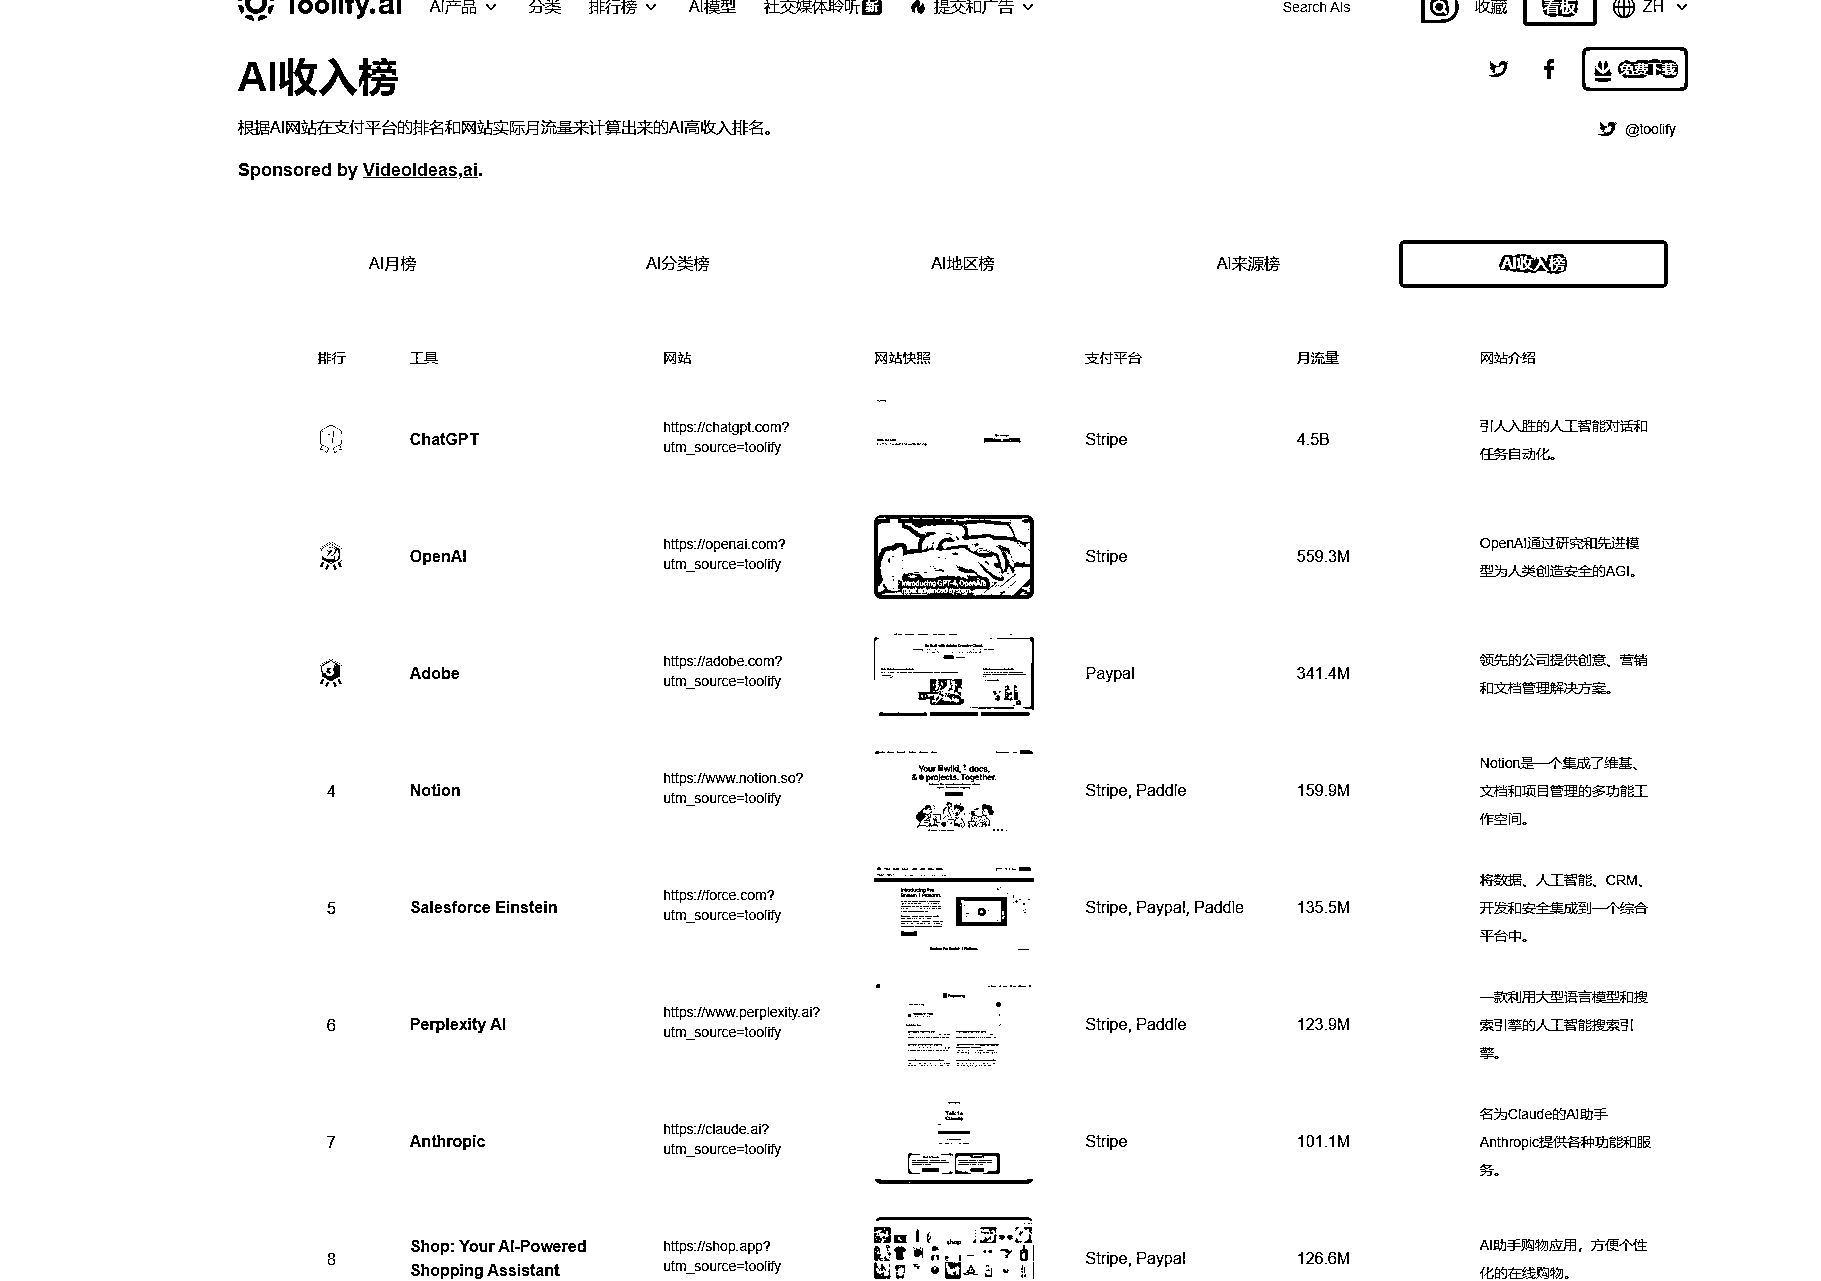 Toolify.ai AI产品 分类 排行榜 AI模型 社交媒体聆听 新 提交和广告 Search AIs 收藏 看板 ZH
AI收入榜
免费下载
根据AI网站在支付平台的排名和网站实际月流量来计算出来的AI高收入排名。
@toolify
Sponsored by VideoIdeas,ai.
AI月榜 AI分类榜 AI地区榜 AI来源榜 AI收入榜
排行 工具 网站 网站快照 支付平台 月流量 网站介绍
1 ChatGPT https://chatgpt.com?
utm_source=toolify
Stripe 4.5B 引人入胜的人工智能对话和
任务自动化。
2 OpenAI https://openai.com?
utm_source=toolify
Introducing GPT-4, OpenAI's
most advanced system
Stripe 559.3M OpenAI通过研究和先进模
型为人类创造安全的AGI。
3 Adobe https://adobe.com?
utm_source=toolify
Paypal 341.4M 领先的公司提供创意、营销
和文档管理解决方案。
4 Notion https://www.notion.so?
utm_source=toolify
Your wiki, docs,
& projects. Together.
Stripe, Paddle 159.9M Notion是一个集成了维基、
文档和项目管理的多功能工
作空间。
5 Salesforce Einstein https://force.com?
utm_source=toolify
Stripe, Paypal, Paddle 135.5M 将数据、人工智能、CRM、
开发和安全集成到一个综合
平台中。
6 Perplexity AI https://www.perplexity.ai?
utm_source=toolify
Stripe, Paddle 123.9M 一款利用大型语言模型和搜
索引擎的人工智能搜索引
擎。
7 Anthropic https://claude.ai?
utm_source=toolify
Talk to
Claude
Stripe 101.1M 名为Claude的AI助手
Anthropic提供各种功能和服
务。
8 Shop: Your AI-Powered
Shopping Assistant
https://shop.app?
utm_source=toolify
shop
Stripe, Paypal 126.6M AI助手购物应用，方便个性
化的在线购物。